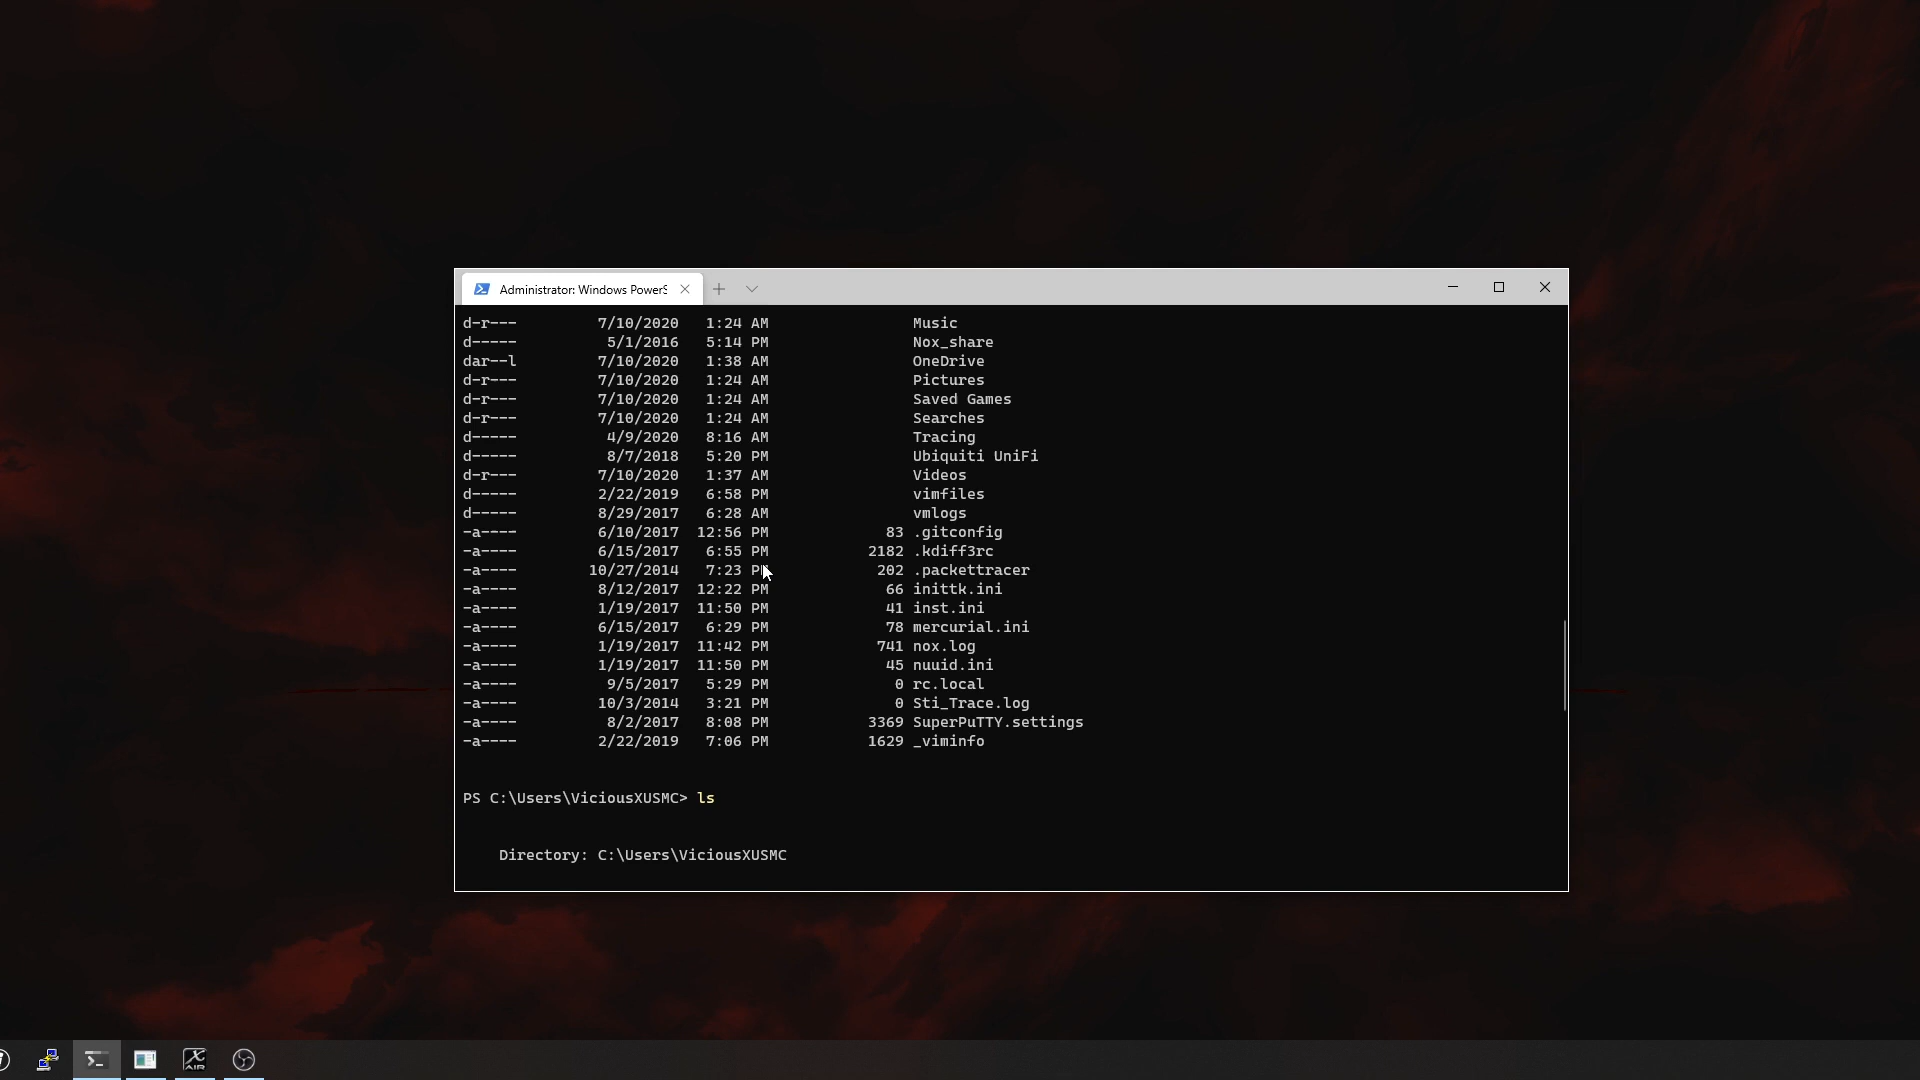 Administrator: Windows PowerS
d-r--- 7/10/2020 1:24 AM Music
d----- 5/1/2016 5:14 PM Nox_share
dar--l 7/10/2020 1:38 AM OneDrive
d-r--- 7/10/2020 1:24 AM Pictures
d-r--- 7/10/2020 1:24 AM Saved Games
d-r--- 7/10/2020 1:24 AM Searches
d----- 4/9/2020 8:16 AM Tracing
d----- 8/7/2018 5:20 PM Ubiquiti UniFi
d-r--- 7/10/2020 1:37 AM Videos
d----- 2/22/2019 6:58 PM vimfiles
d----- 8/29/2017 6:28 AM vmlogs
-a---- 6/10/2017 12:56 PM 83 .gitconfig
-a---- 6/15/2017 6:55 PM 2182 .kdiff3rc
-a---- 10/27/2014 7:23 PM 202 .packettracer
-a---- 8/12/2017 12:22 PM 66 inittk.ini
-a---- 1/19/2017 11:50 PM 41 inst.ini
-a---- 6/15/2017 6:29 PM 78 mercurial.ini
-a---- 1/19/2017 11:42 PM 741 nox.log
-a---- 1/19/2017 11:50 PM 45 nuuid.ini
-a---- 9/5/2017 5:29 PM 0 rc.local
-a---- 10/3/2014 3:21 PM 0 Sti_Trace.log
-a---- 8/2/2017 8:08 PM 3369 SuperPuTTY.settings
-a---- 2/22/2019 7:06 PM 1629 _viminfo
PS C:\Users\ViciousXUSMC> ls
Directory: C:\Users\ViciousXUSMC
X AIR